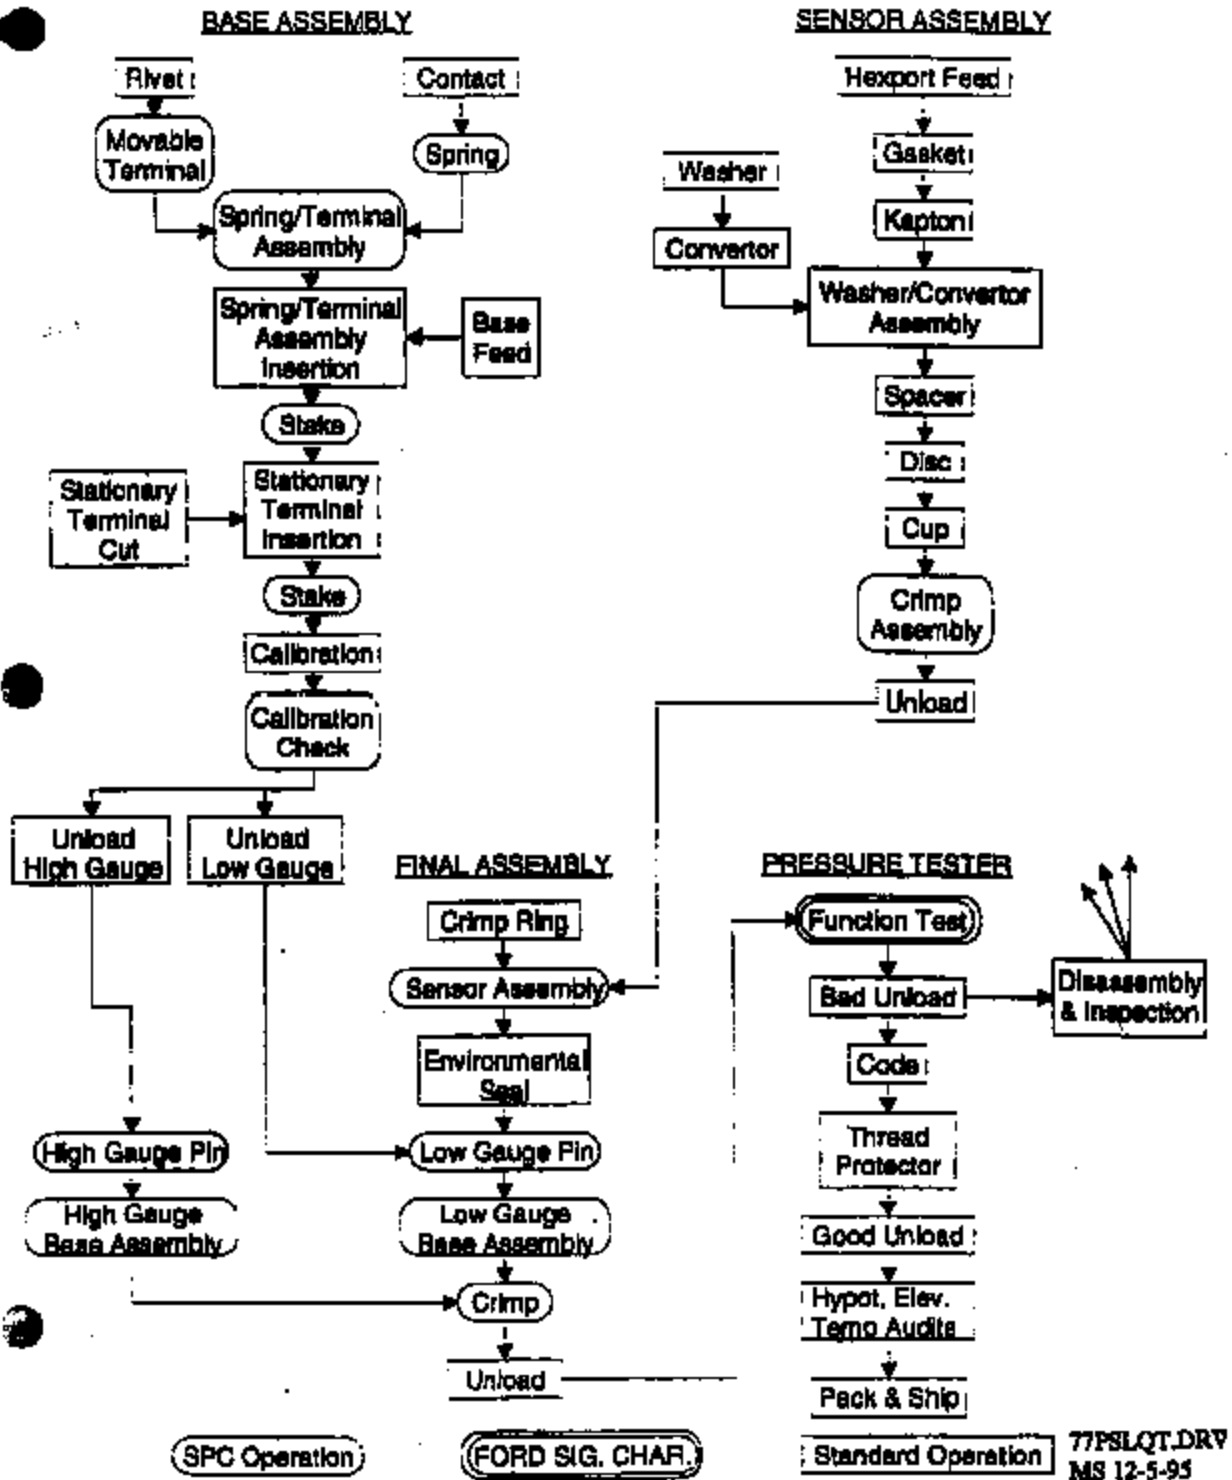 BASE ASSEMBLY
Rivet
Contact
Movable
Terminal
Spring
Spring/Terminal
Assembly
Spring/Terminal
Assembly
Insertion
Base
Feed
Stake
Stationary
Terminal
Cut
Stationary
Terminal
Insertion
Stake
Calibration
Calibration
Check
Unload
High Gauge
Unload
Low Gauge
High Gauge Pin
High Gauge
Base Assembly
SENSOR ASSEMBLY
Hexport Feed
Gasket
Washer
Kapton
Convertor
Washer/Convertor
Assembly
Spacer
Disc
Cup
Crimp
Assembly
Unload
FINAL ASSEMBLY
Crimp Ring
Sensor Assembly
Environmental
Seal
Low Gauge Pin
Low Gauge
Base Assembly
Crimp
Unload
PRESSURE TESTER
Function Test
Bad Unload
Disassembly
& Inspection
Code
Thread
Protector
Good Unload
Hypot, Elev.
Temp Audits
Pack & Ship
SPC Operation
FORD SIG. CHAR.
Standard Operation
77PSLQT.DRW
MS 12-5-95